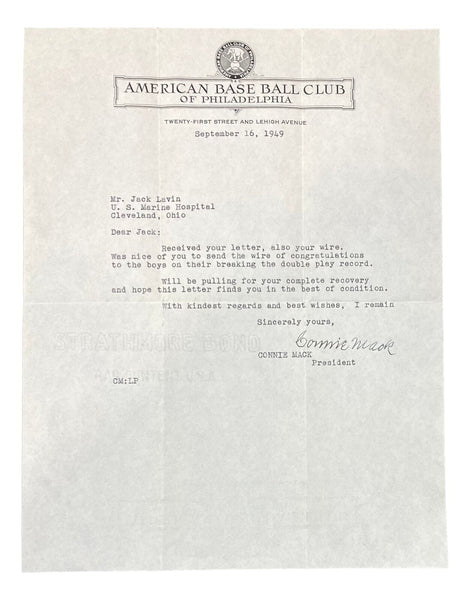 AMERICAN BASE BALL CLUB
OF PHILADELPHIA
TWENTY-FIRST STREET AND LEHIGH AVENUE
September 16, 1949
Mr. Jack Lavin
U. S. Marine Hospital
Cleveland, Ohio
Dear Jack;
Received your letter, also your wire.
Was nice of you to send the wire of congratulations
to the boys on their breaking the double play record.
Will be pulling for your complete recovery
and hope this letter finds you in the best of condition.
With kindest regards and best wishes, I remain
Sincerely yours,
Connie Mack
CONNIE MACK
President
STRATHMORE BOND
CM:LP